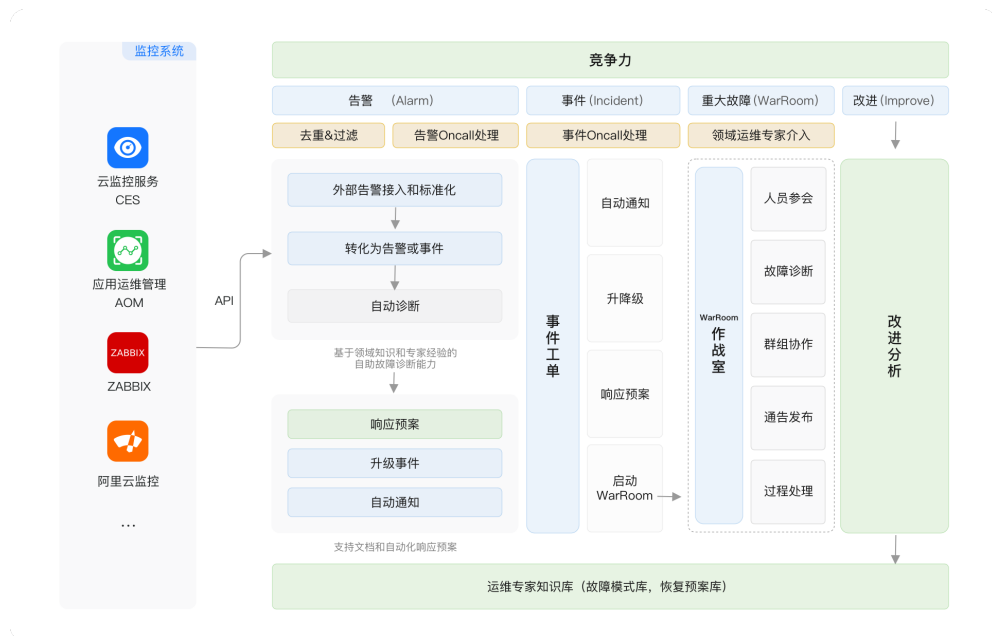 监控系统
云监控服务
CES
应用运维管理
AOM
ZABBIX
ZABBIX
阿里云监控
...
API
竞争力
告警 (Alarm)
事件 (Incident)
重大故障 (WarRoom)
改进 (Improve)
去重&过滤
告警Oncall处理
事件Oncall处理
领域运维专家介入
外部告警接入和标准化
转化为告警或事件
自动诊断
基于领域知识和专家经验的
自助故障诊断能力
响应预案
升级事件
自动通知
支持文档和自动化响应预案
事件工单
自动通知
升降级
响应预案
启动
WarRoom
WarRoom
作战室
人员参会
故障诊断
群组协作
通告发布
过程处理
改进分析
运维专家知识库（故障模式库，恢复预案库）